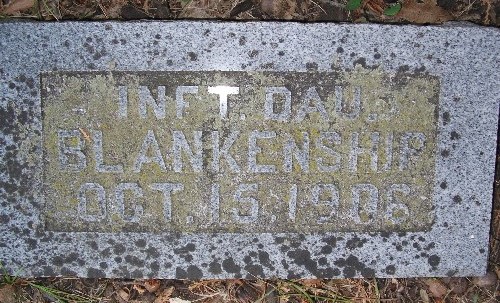 INFT. DAU.
BLANKENSHIP
OCT. 15. 1906